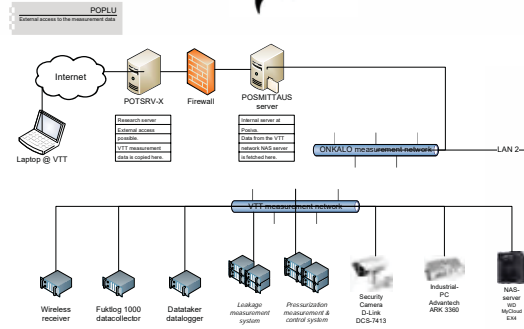 POPLU
External access to the measurement data
Internet
POTSRV-X
Firewall
POSMITTAUS
server
Laptop @ VTT
Research server
External access
possible.
VTT measurement
data is copied here.
Internal server at
Posiva.
Data from the VTT
network NAS server
is fetched here.
ONKALO measurement network
LAN 2
VTT measurement network
Wireless
receiver
Fuktlog 1000
datacollector
Datataker
datalogger
Leakage
measurement
system
Pressurization
measurement &
control system
Security
Camera
D-Link
DCS-7413
Industrial-
PC
Advantech
ARK 3360
NAS-
server
WD
MyCloud
EX4